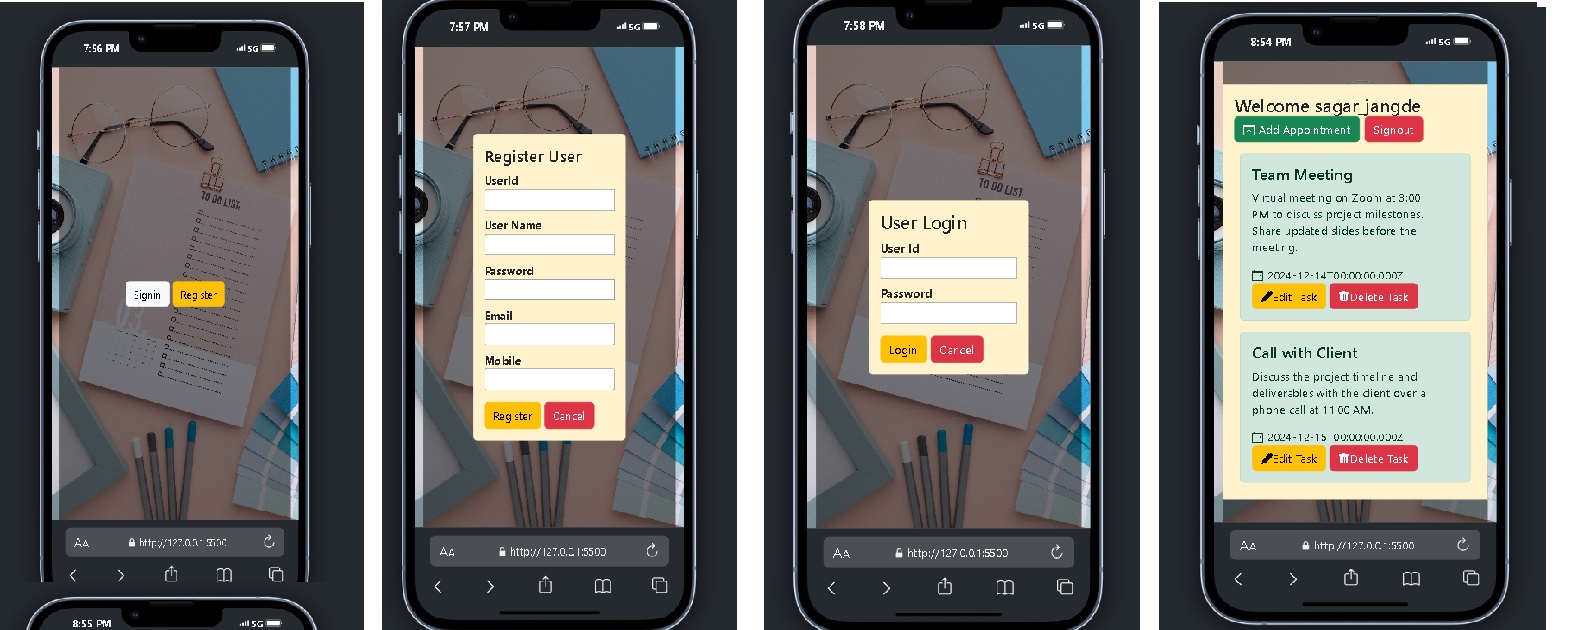 7:56 PM
5G
TO DO LIST
Signin
Register
AA
http://127.0.0.1:5500
8:55 PM
5G
7:57 PM
5G
Register User
UserId
User Name
Password
Email
Mobile
Register
Cancel
AA
http://127.0.0.1:5500
7:58 PM
5G
TO DO LIST
User Login
User Id
Password
Login
Cancel
AA
http://127.0.0.1:5500
8:54 PM
5G
Welcome sagar_jangde
Add Appointment
Signout
Team Meeting
Virtual meeting on Zoom at 3:00
PM to discuss project milestones.
Share updated slides before the
meeting.
2024-12-14T00:00:00.000Z
Edit Task
Delete Task
Call with Client
Discuss the project timeline and
deliverables with the client over a
phone call at 11:00 AM.
2024-12-15T00:00:00.000Z
Edit Task
Delete Task
AA
http://127.0.0.1:5500